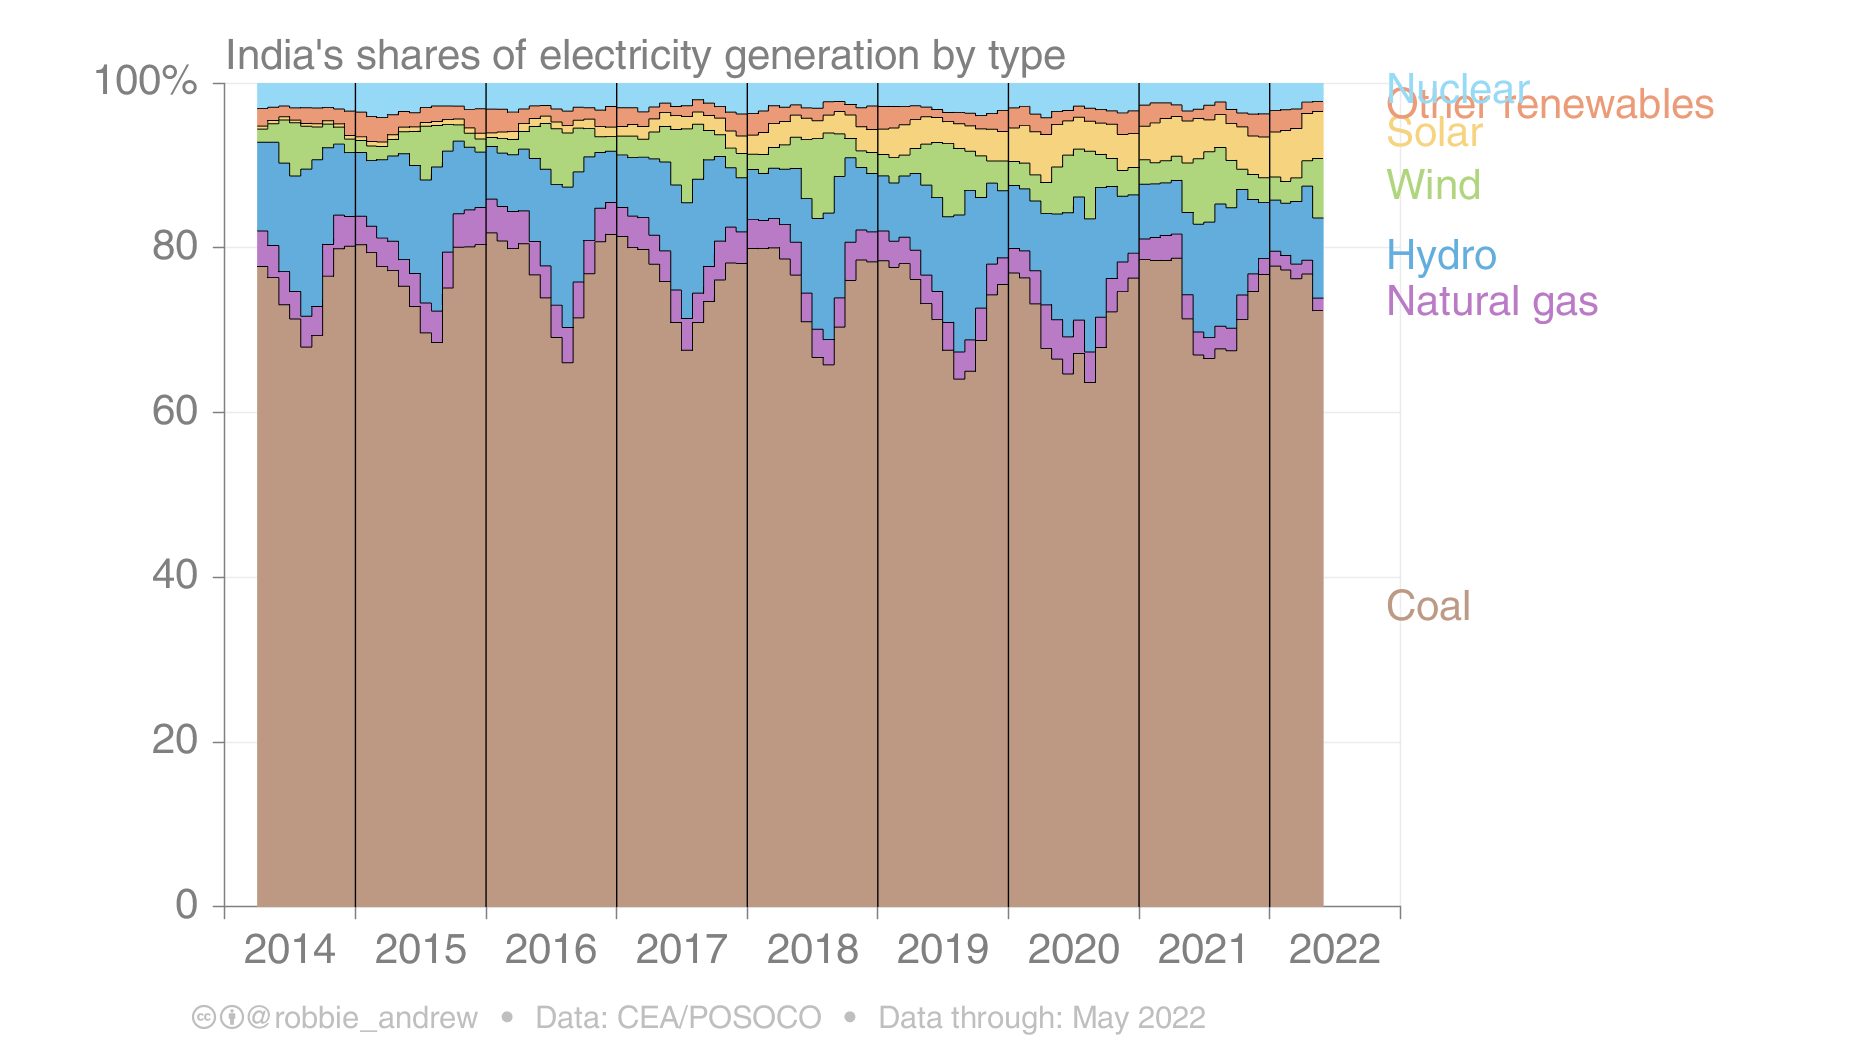 India's shares of electricity generation by type
100%
80
60
40
20
0
2014 2015 2016 2017 2018 2019 2020 2021 2022
Nuclear
Other renewables
Solar
Wind
Hydro
Natural gas
Coal
@robbie_andrew • Data: CEA/POSOCO • Data through: May 2022